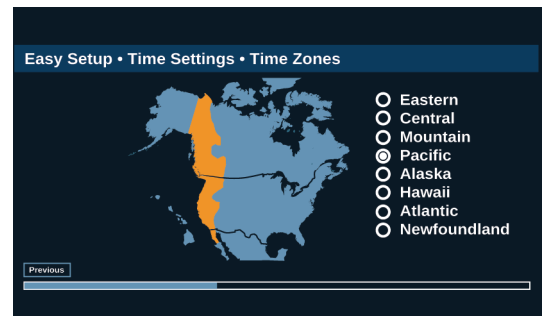 Easy Setup • Time Settings • Time Zones
Eastern
Central
Mountain
Pacific
Alaska
Hawaii
Atlantic
Newfoundland
Previous